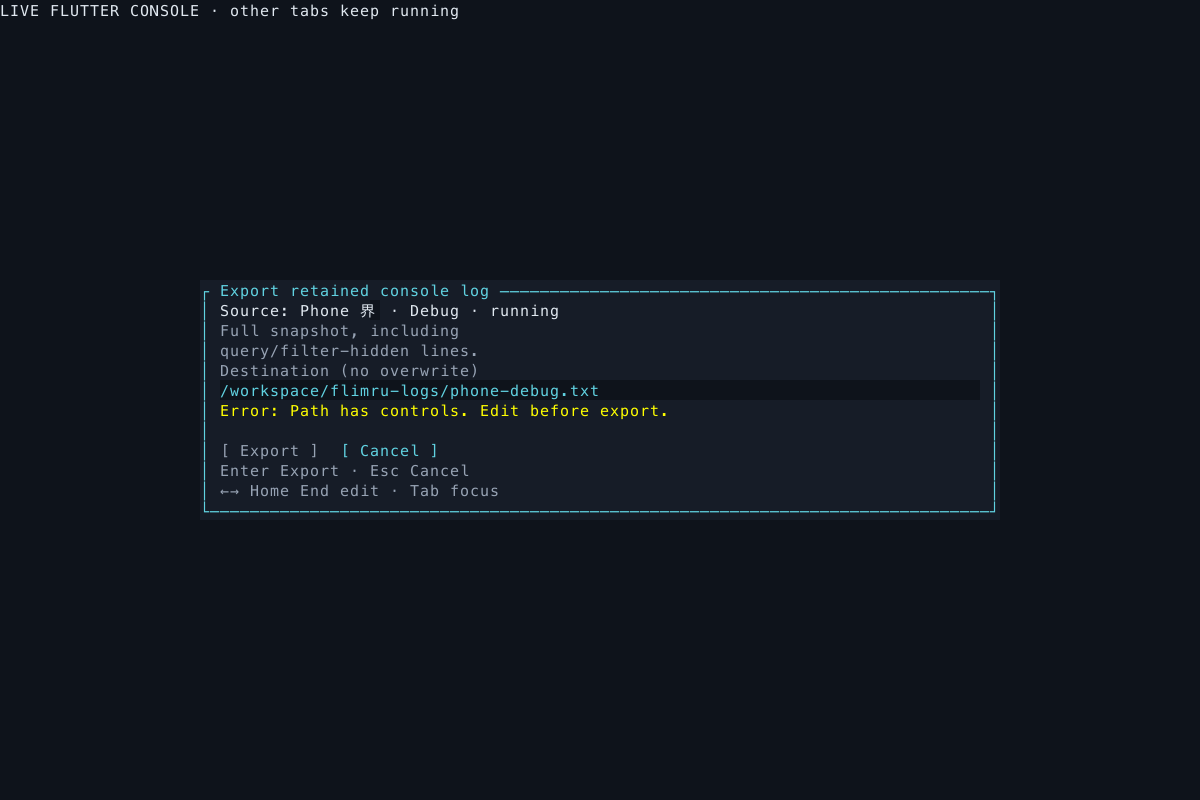 LIVE FLUTTER CONSOLE · other tabs keep running
Export retained console log
Source: Phone 界 · Debug · running
Full snapshot, including
query/filter-hidden lines.
Destination (no overwrite)
/workspace/flimru-logs/phone-debug.txt
Error: Path has controls. Edit before export.
[ Export ]  [ Cancel ]
Enter Export · Esc Cancel
←→ Home End edit · Tab focus